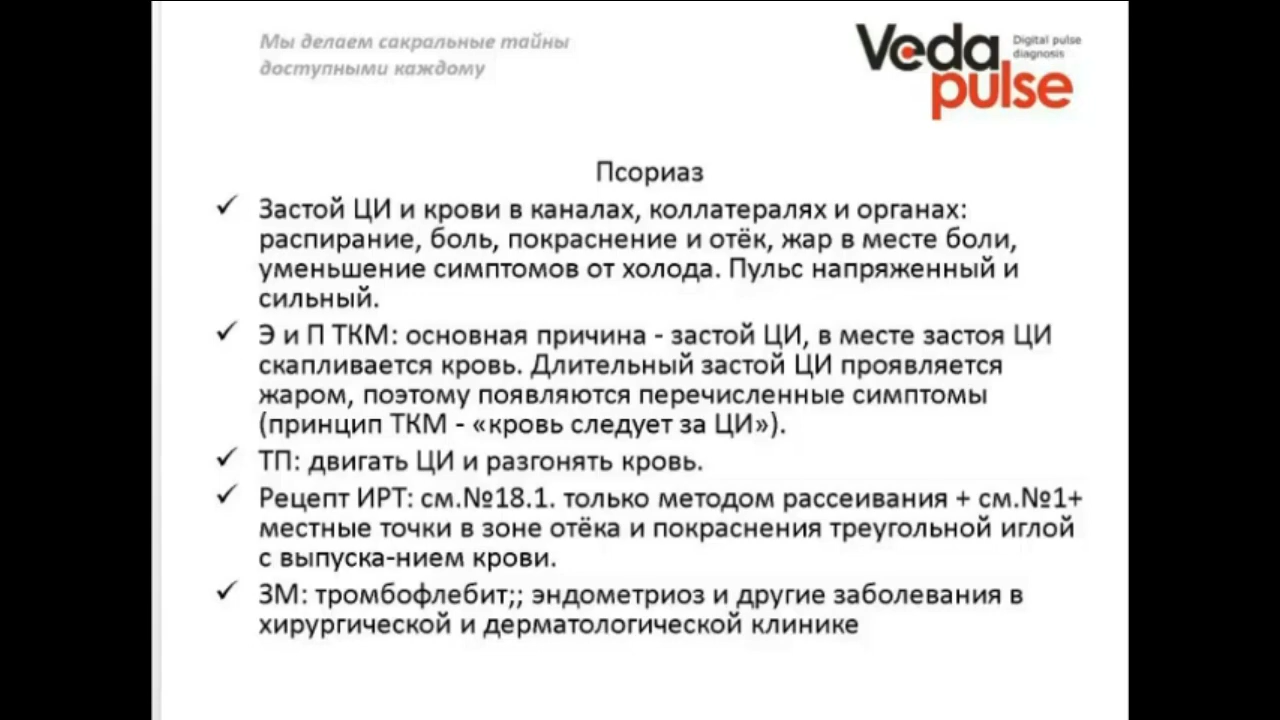 Мы делаем сакральные тайны
доступными каждому
Veda
pulse
Digital pulse
diagnosis
Псориаз
✓ Застой ЦИ и крови в каналах, коллатералях и органах:
распирание, боль, покраснение и отёк, жар в месте боли,
уменьшение симптомов от холода. Пульс напряженный и
сильный.
✓ Э и П ТКМ: основная причина - застой ЦИ, в месте застоя ЦИ
скапливается кровь. Длительный застой ЦИ проявляется
жаром, поэтому появляются перечисленные симптомы
(принцип ТКМ - «кровь следует за ЦИ»).
✓ ТП: двигать ЦИ и разгонять кровь.
✓ Рецепт ИРТ: см.№18.1. только методом рассеивания + см.№1+
местные точки в зоне отёка и покраснения треугольной иглой
с выпуска-нием крови.
✓ ЗМ: тромбофлебит;; эндометриоз и другие заболевания в
хирургической и дерматологической клинике